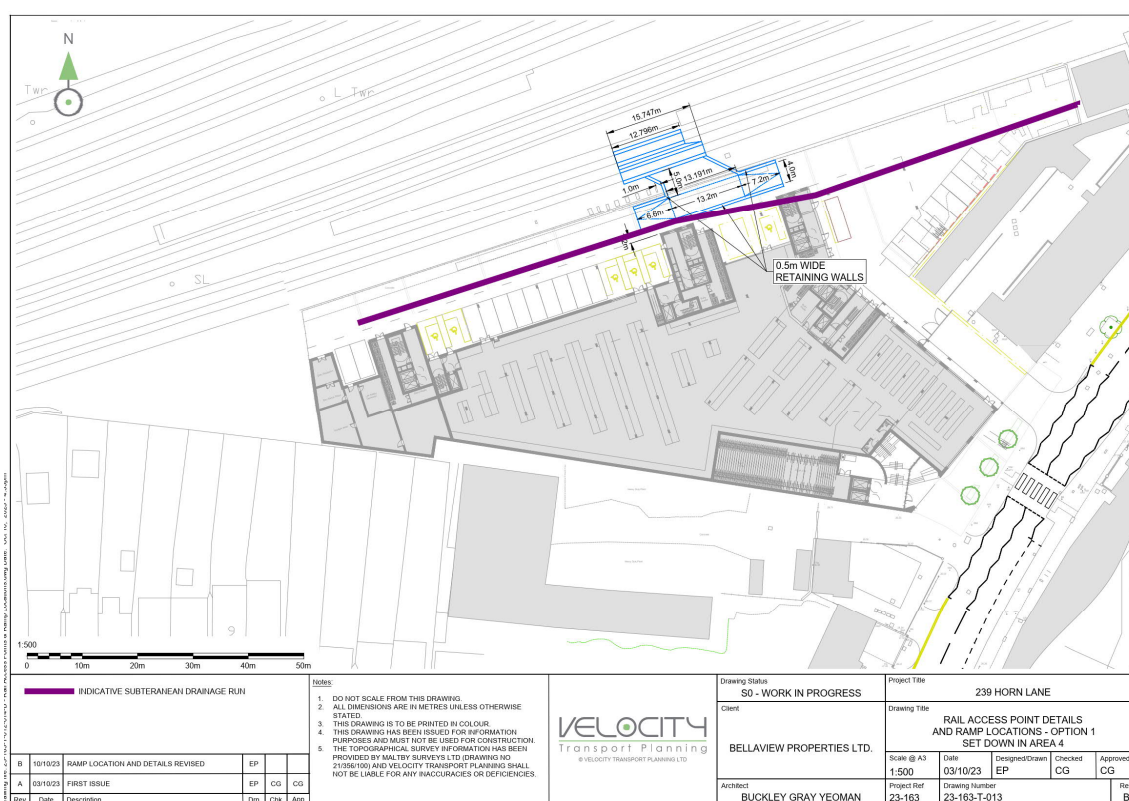 N
Twr
L Twr
SL
15.747m
12.796m
5.0m
13.191m
4.0m
1.0m
7.2m
13.2m
6.6m
0.5m WIDE
RETAINING WALLS
9
1:500
0 10m 20m 30m 40m 50m
INDICATIVE SUBTERANEAN DRAINAGE RUN
B 10/10/23 RAMP LOCATION AND DETAILS REVISED EP
A 03/10/23 FIRST ISSUE EP CG CG
Rev Date Description Drn Chk App
Notes:
1. DO NOT SCALE FROM THIS DRAWING.
2. ALL DIMENSIONS ARE IN METRES UNLESS OTHERWISE
STATED.
3. THIS DRAWING IS TO BE PRINTED IN COLOUR.
4. THIS DRAWING HAS BEEN ISSUED FOR INFORMATION
PURPOSES AND MUST NOT BE USED FOR CONSTRUCTION.
5. THE TOPOGRAPHICAL SURVEY INFORMATION HAS BEEN
PROVIDED BY MALTBY SURVEYS LTD (DRAWING NO
21/356/100) AND VELOCITY TRANSPORT PLANNING SHALL
NOT BE LIABLE FOR ANY INACCURACIES OR DEFICIENCIES.
VELOCITY
Transport Planning
© VELOCITY TRANSPORT PLANNING LTD
Drawing Status
S0 - WORK IN PROGRESS
Client
BELLAVIEW PROPERTIES LTD.
Architect
BUCKLEY GRAY YEOMAN
Project Title
239 HORN LANE
Drawing Title
RAIL ACCESS POINT DETAILS
AND RAMP LOCATIONS - OPTION 1
SET DOWN IN AREA 4
Scale @ A3 Date Designed/Drawn Checked Approved
1:500 03/10/23 EP CG CG
Project Ref Drawing Number Re
23-163 23-163-T-013 B